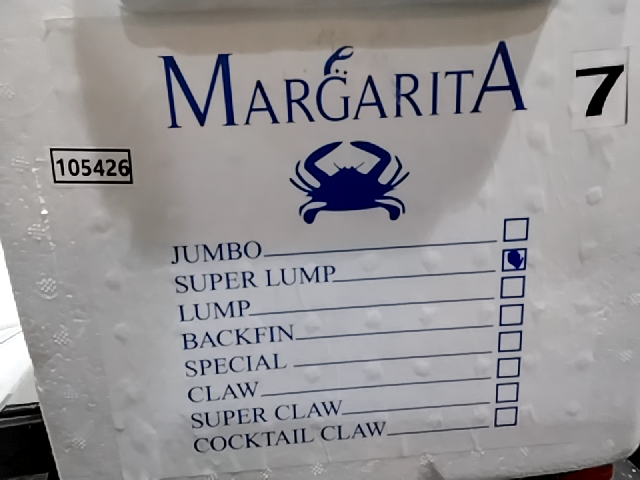 MARGARITA
7
105426
JUMBO
SUPER LUMP
LUMP
BACKFIN
SPECIAL
CLAW
SUPER CLAW
COCKTAIL CLAW